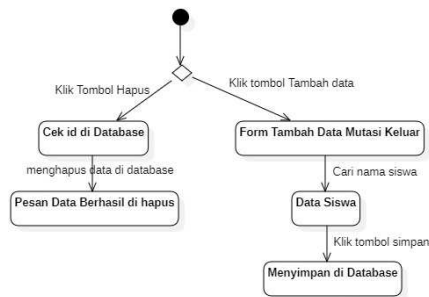 Klik Tombol Hapus
Klik tombol Tambah data
Cek id di Database
Form Tambah Data Mutasi Keluar
menghapus data di database
Cari nama siswa
Pesan Data Berhasil di hapus
Data Siswa
Klik tombol simpan
Menyimpan di Database